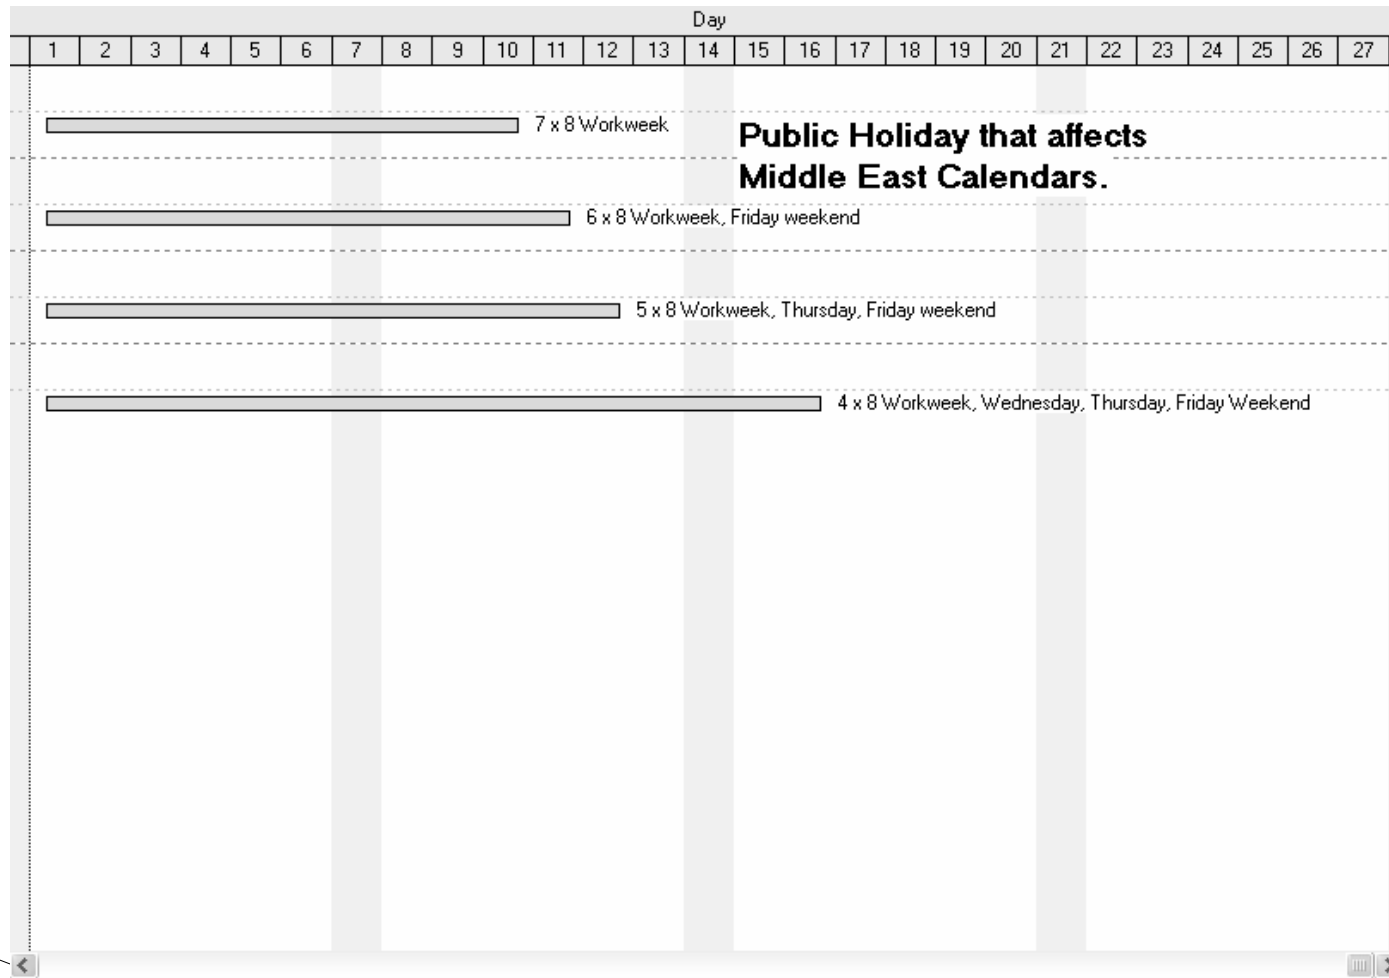 Day
1 2 3 4 5 6 7 8 9 10 11 12 13 14 15 16 17 18 19 20 21 22 23 24 25 26 27
7 x 8 Workweek
Public Holiday that affects
Middle East Calendars.
6 x 8 Workweek, Friday weekend
5 x 8 Workweek, Thursday, Friday weekend
4 x 8 Workweek, Wednesday, Thursday, Friday Weekend